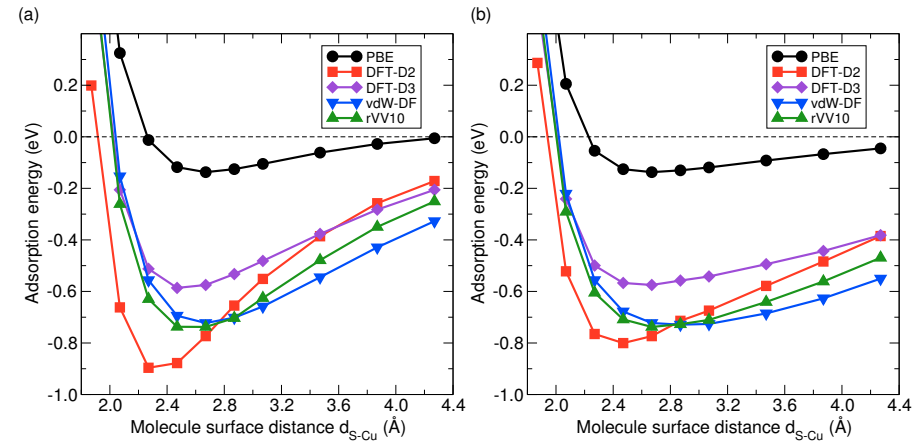 (a)
0.2
0.0
-0.2
-0.4
-0.6
-0.8
-1.0
Adsorption energy (eV)
PBE
DFT-D2
DFT-D3
vdW-DF
rVV10
2.0 2.4 2.8 3.2 3.6 4.0 4.4
Molecule surface distance d_S-Cu (Å)
(b)
0.2
0.0
-0.2
-0.4
-0.6
-0.8
-1.0
Adsorption energy (eV)
PBE
DFT-D2
DFT-D3
vdW-DF
rVV10
2.0 2.4 2.8 3.2 3.6 4.0 4.4
Molecule surface distance d_S-Cu (Å)